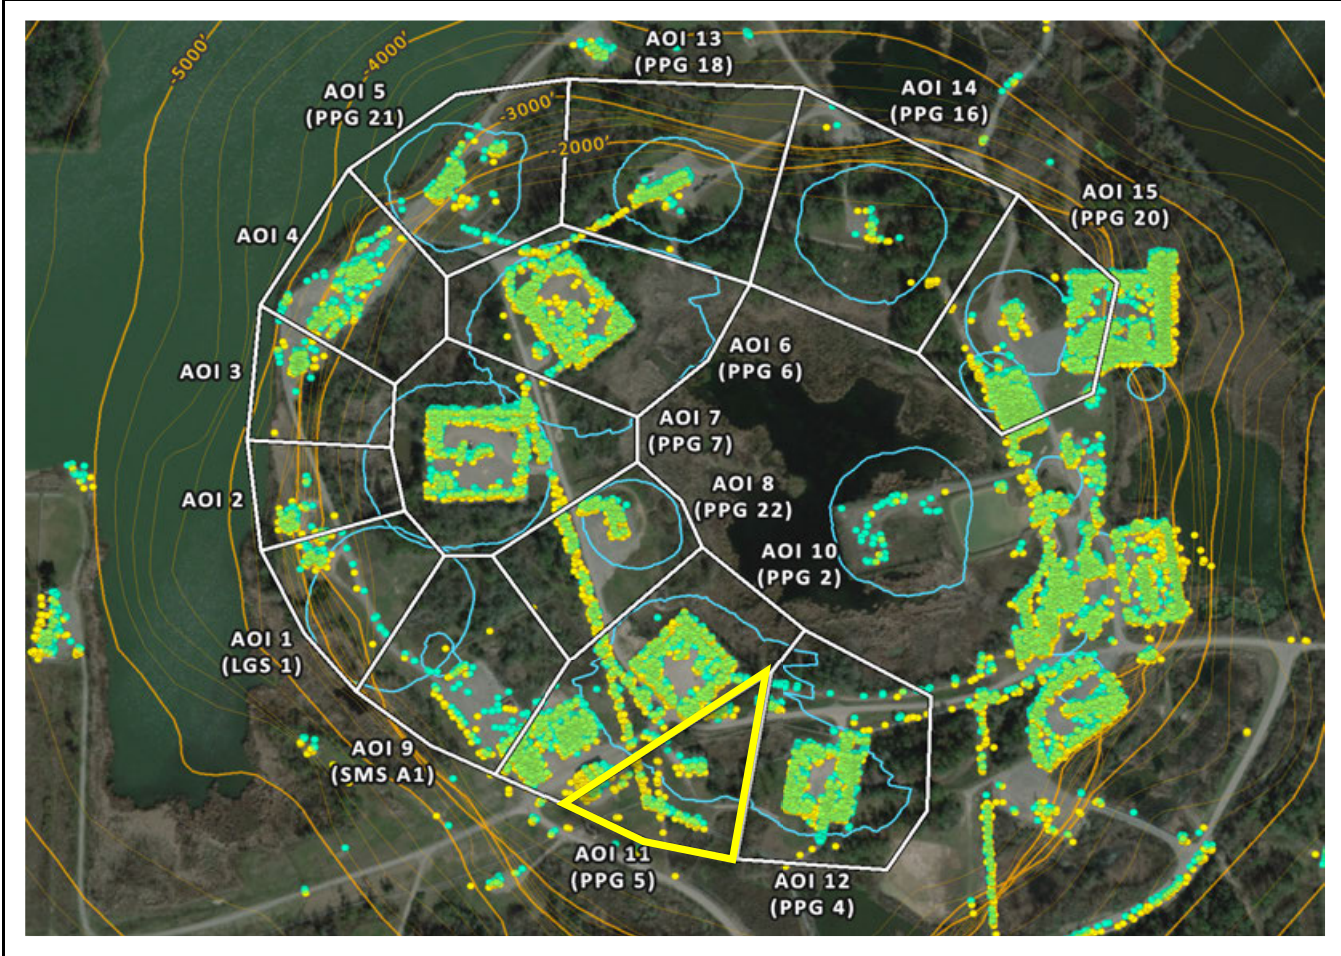 -5000'
-4000'
AOI 13
(PPG 18)
AOI 5
(PPG 21)
AOI 14
(PPG 16)
-3000'
-2000'
AOI 15
(PPG 20)
AOI 4
AOI 6
(PPG 6)
AOI 3
AOI 7
(PPG 7)
AOI 2
AOI 8
(PPG 22)
AOI 10
(PPG 2)
AOI 1
(LGS 1)
AOI 9
(SMS A1)
AOI 11
(PPG 5)
AOI 12
(PPG 4)